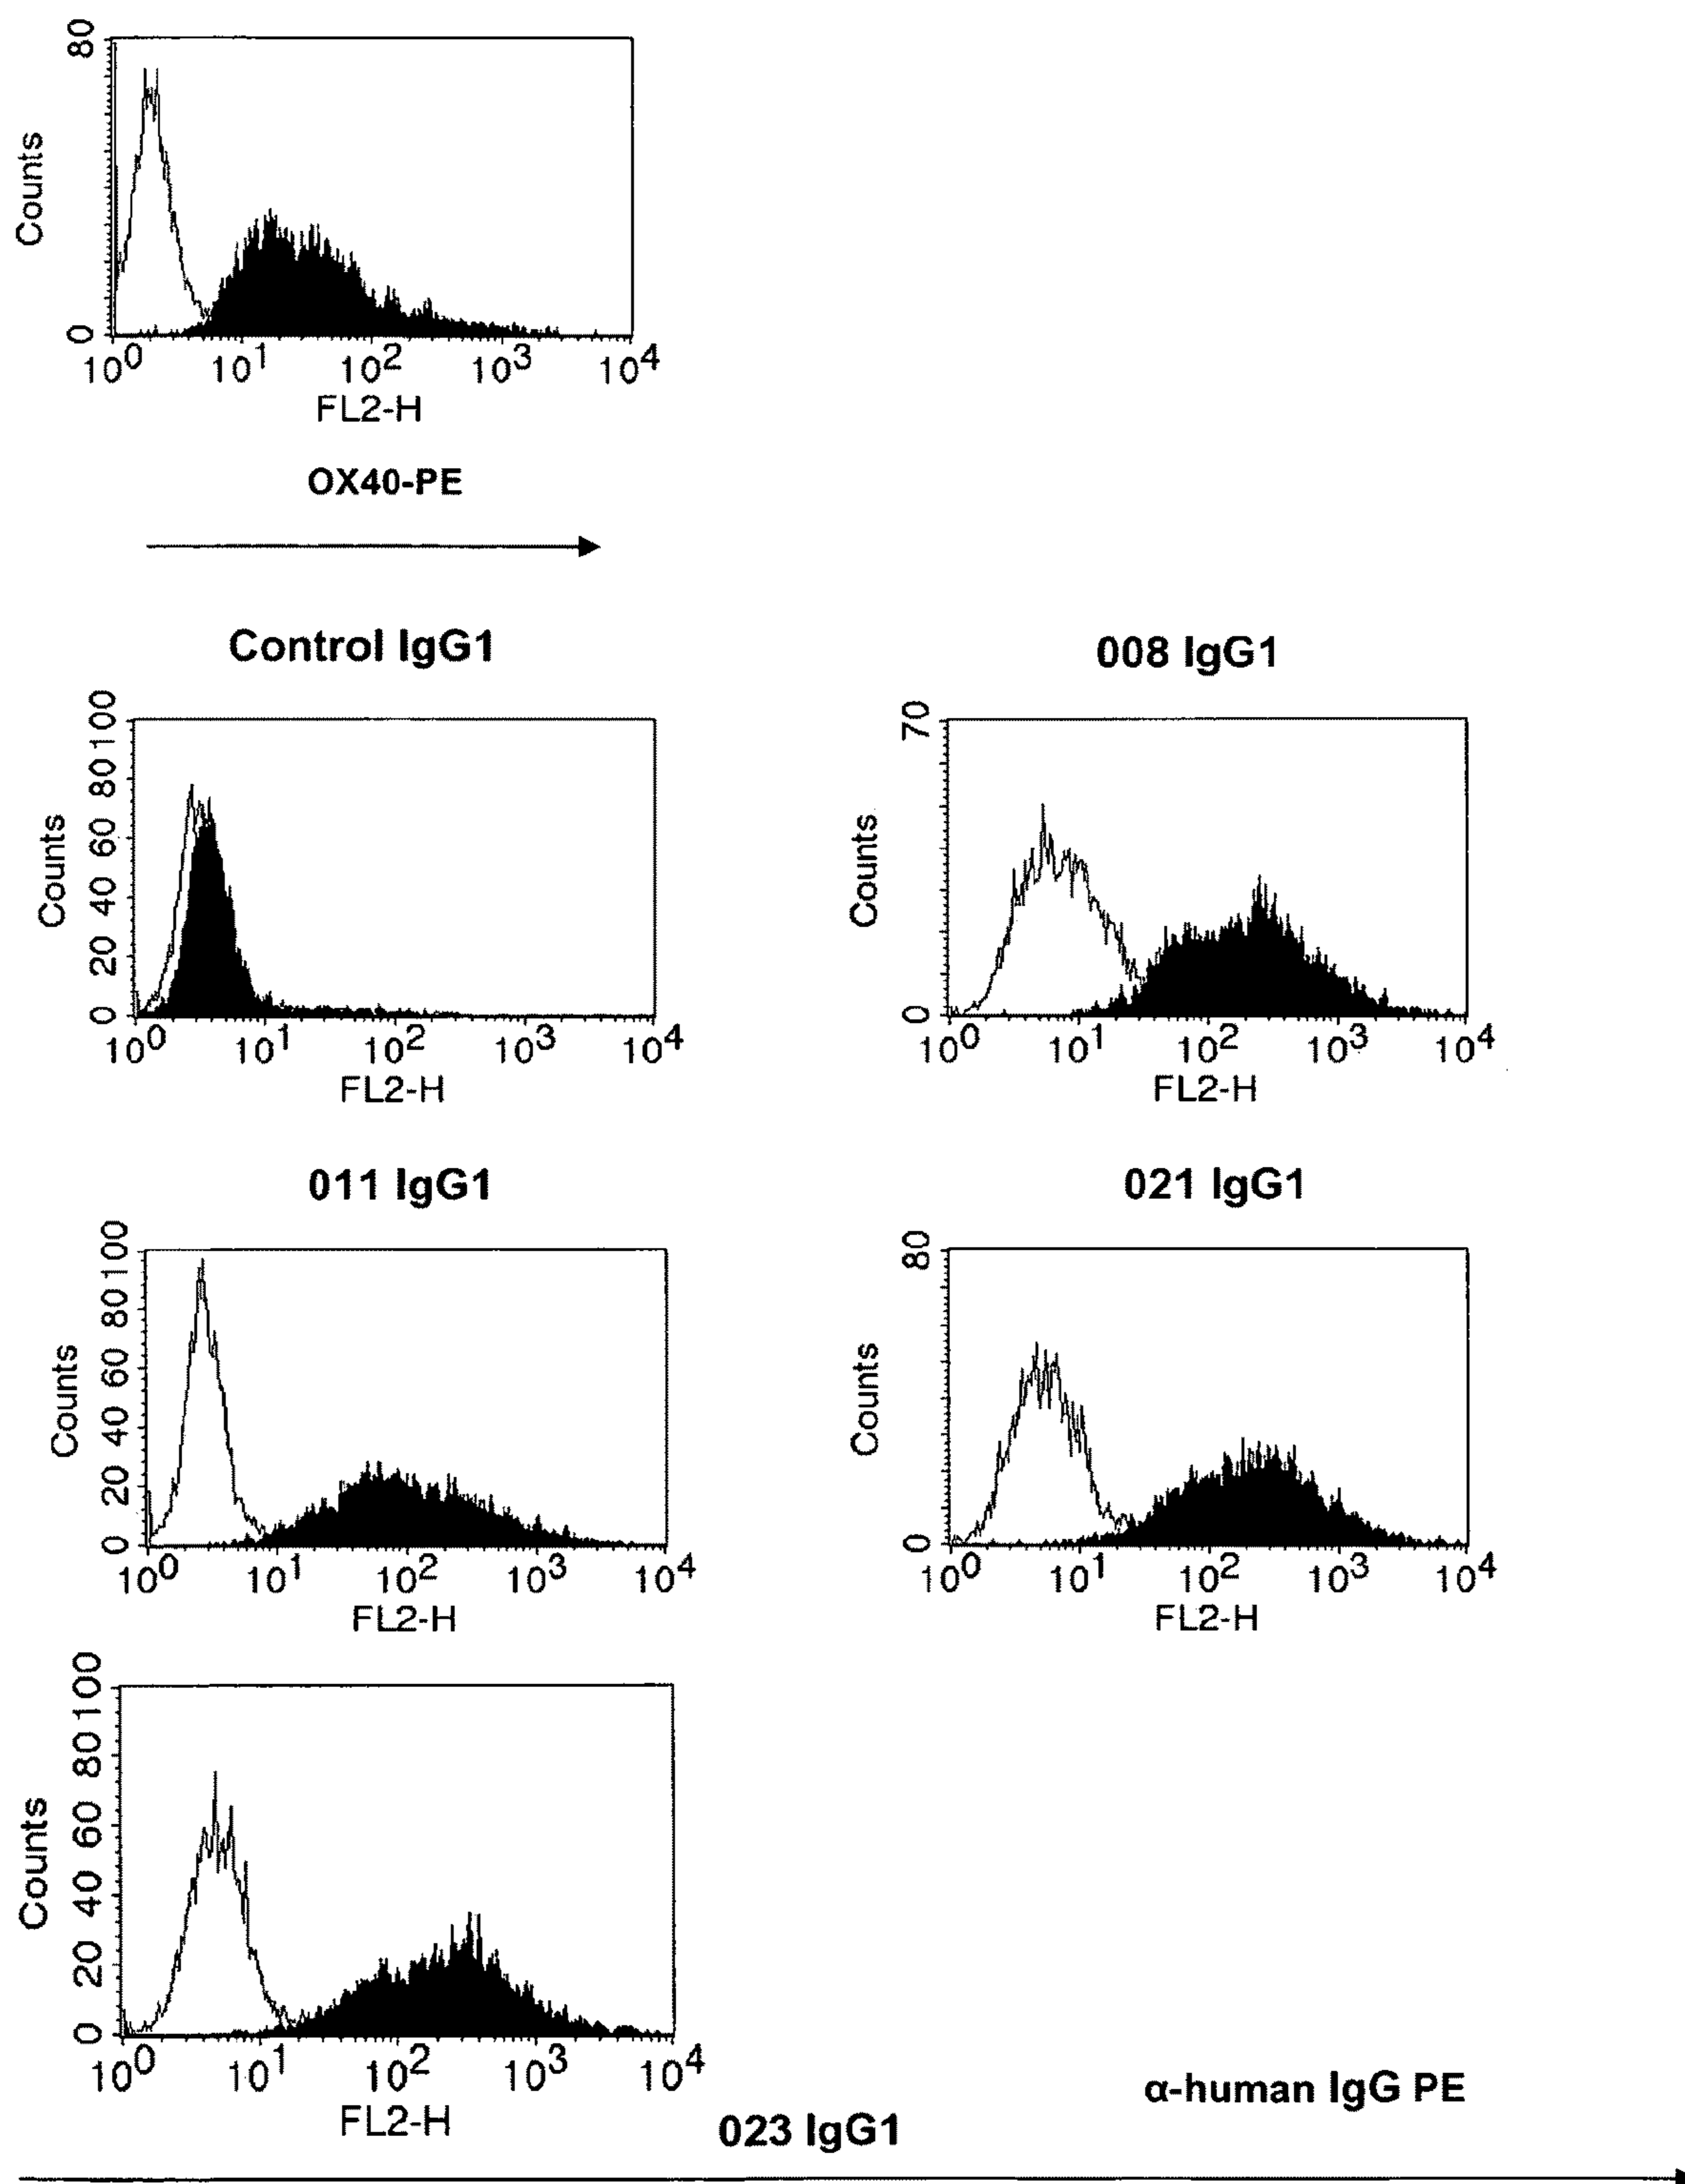 80
Counts
0
10^0 10^1 10^2 10^3 10^4
FL2-H
OX40-PE
Control IgG1
0 20 40 60 80 100
Counts
10^0 10^1 10^2 10^3 10^4
FL2-H
008 IgG1
70
Counts
0
10^0 10^1 10^2 10^3 10^4
FL2-H
011 IgG1
0 20 40 60 80 100
Counts
10^0 10^1 10^2 10^3 10^4
FL2-H
021 IgG1
80
Counts
0
10^0 10^1 10^2 10^3 10^4
FL2-H
0 20 40 60 80 100
Counts
10^0 10^1 10^2 10^3 10^4
FL2-H
023 IgG1
α-human IgG PE